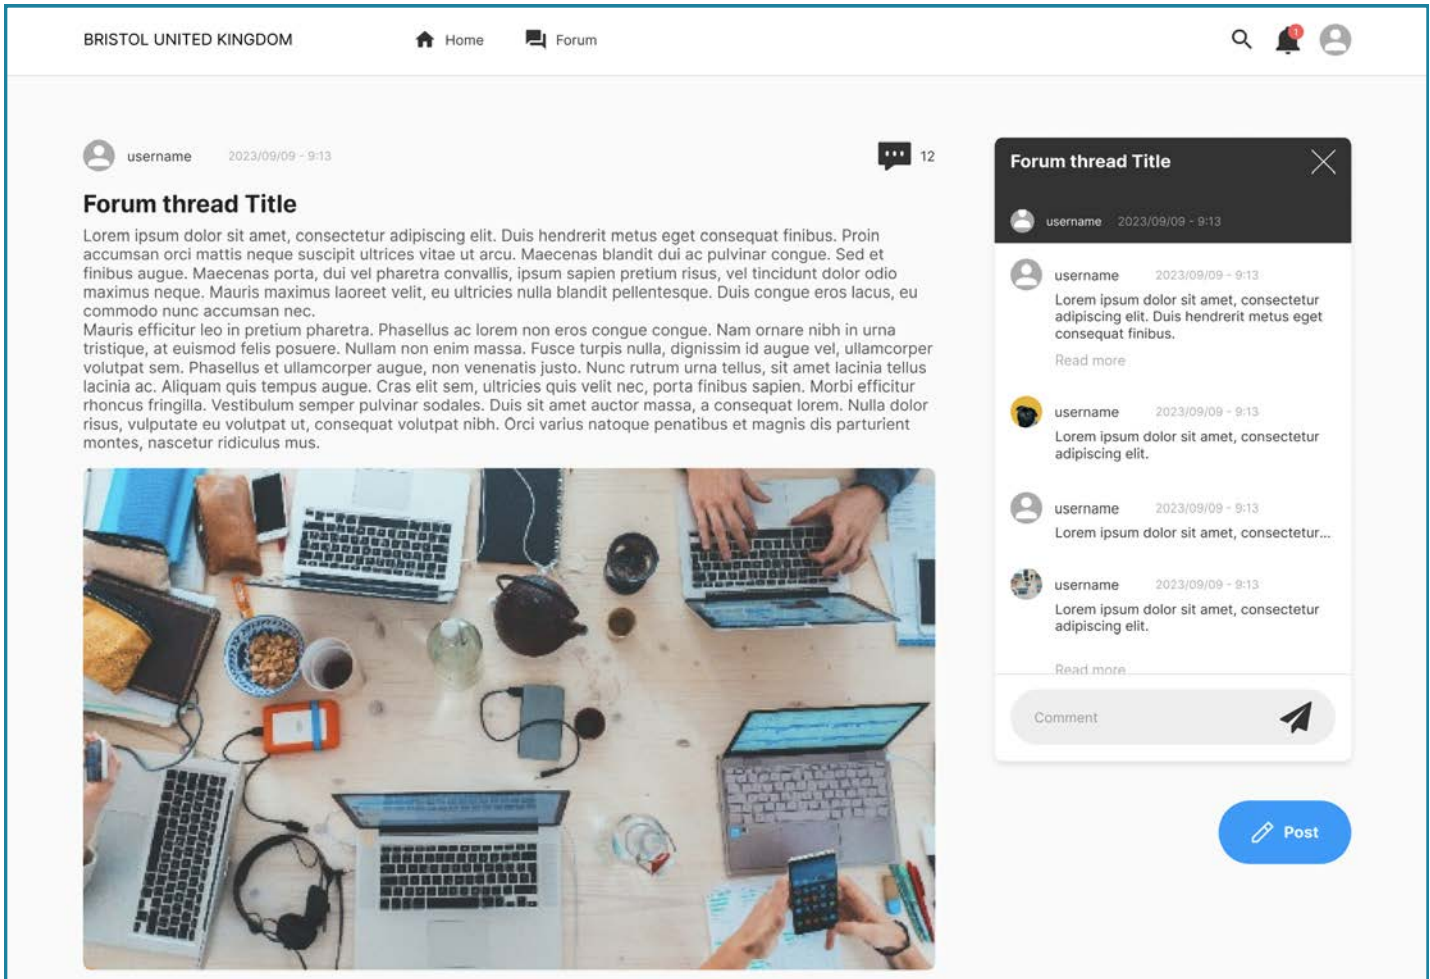 BRISTOL UNITED KINGDOM
Home
Forum
1
username
2023/09/09 - 9:13
12
Forum thread Title
Lorem ipsum dolor sit amet, consectetur adipiscing elit. Duis hendrerit metus eget consequat finibus. Proin
accumsan orci mattis neque suscipit ultrices vitae ut arcu. Maecenas blandit dui ac pulvinar congue. Sed et
finibus augue. Maecenas porta, dui vel pharetra convallis, ipsum sapien pretium risus, vel tincidunt dolor odio
maximus neque. Mauris maximus laoreet velit, eu ultricies nulla blandit pellentesque. Duis congue eros lacus, eu
commodo nunc accumsan nec.
Mauris efficitur leo in pretium pharetra. Phasellus ac lorem non eros congue congue. Nam ornare nibh in urna
tristique, at euismod felis posuere. Nullam non enim massa. Fusce turpis nulla, dignissim id augue vel, ullamcorper
volutpat sem. Phasellus et ullamcorper augue, non venenatis justo. Nunc rutrum urna tellus, sit amet lacinia tellus
lacinia ac. Aliquam quis tempus augue. Cras elit sem, ultricies quis velit nec, porta finibus sapien. Morbi efficitur
rhoncus fringilla. Vestibulum semper pulvinar sodales. Duis sit amet auctor massa, a consequat lorem. Nulla dolor
risus, vulputate eu volutpat ut, consequat volutpat nibh. Orci varius natoque penatibus et magnis dis parturient
montes, nascetur ridiculus mus.
Forum thread Title
username
2023/09/09 - 9:13
username
2023/09/09 - 9:13
Lorem ipsum dolor sit amet, consectetur
adipiscing elit. Duis hendrerit metus eget
consequat finibus.
Read more
username
2023/09/09 - 9:13
Lorem ipsum dolor sit amet, consectetur
adipiscing elit.
username
2023/09/09 - 9:13
Lorem ipsum dolor sit amet, consectetur...
username
2023/09/09 - 9:13
Lorem ipsum dolor sit amet, consectetur
adipiscing elit.
Read more
Comment
Post